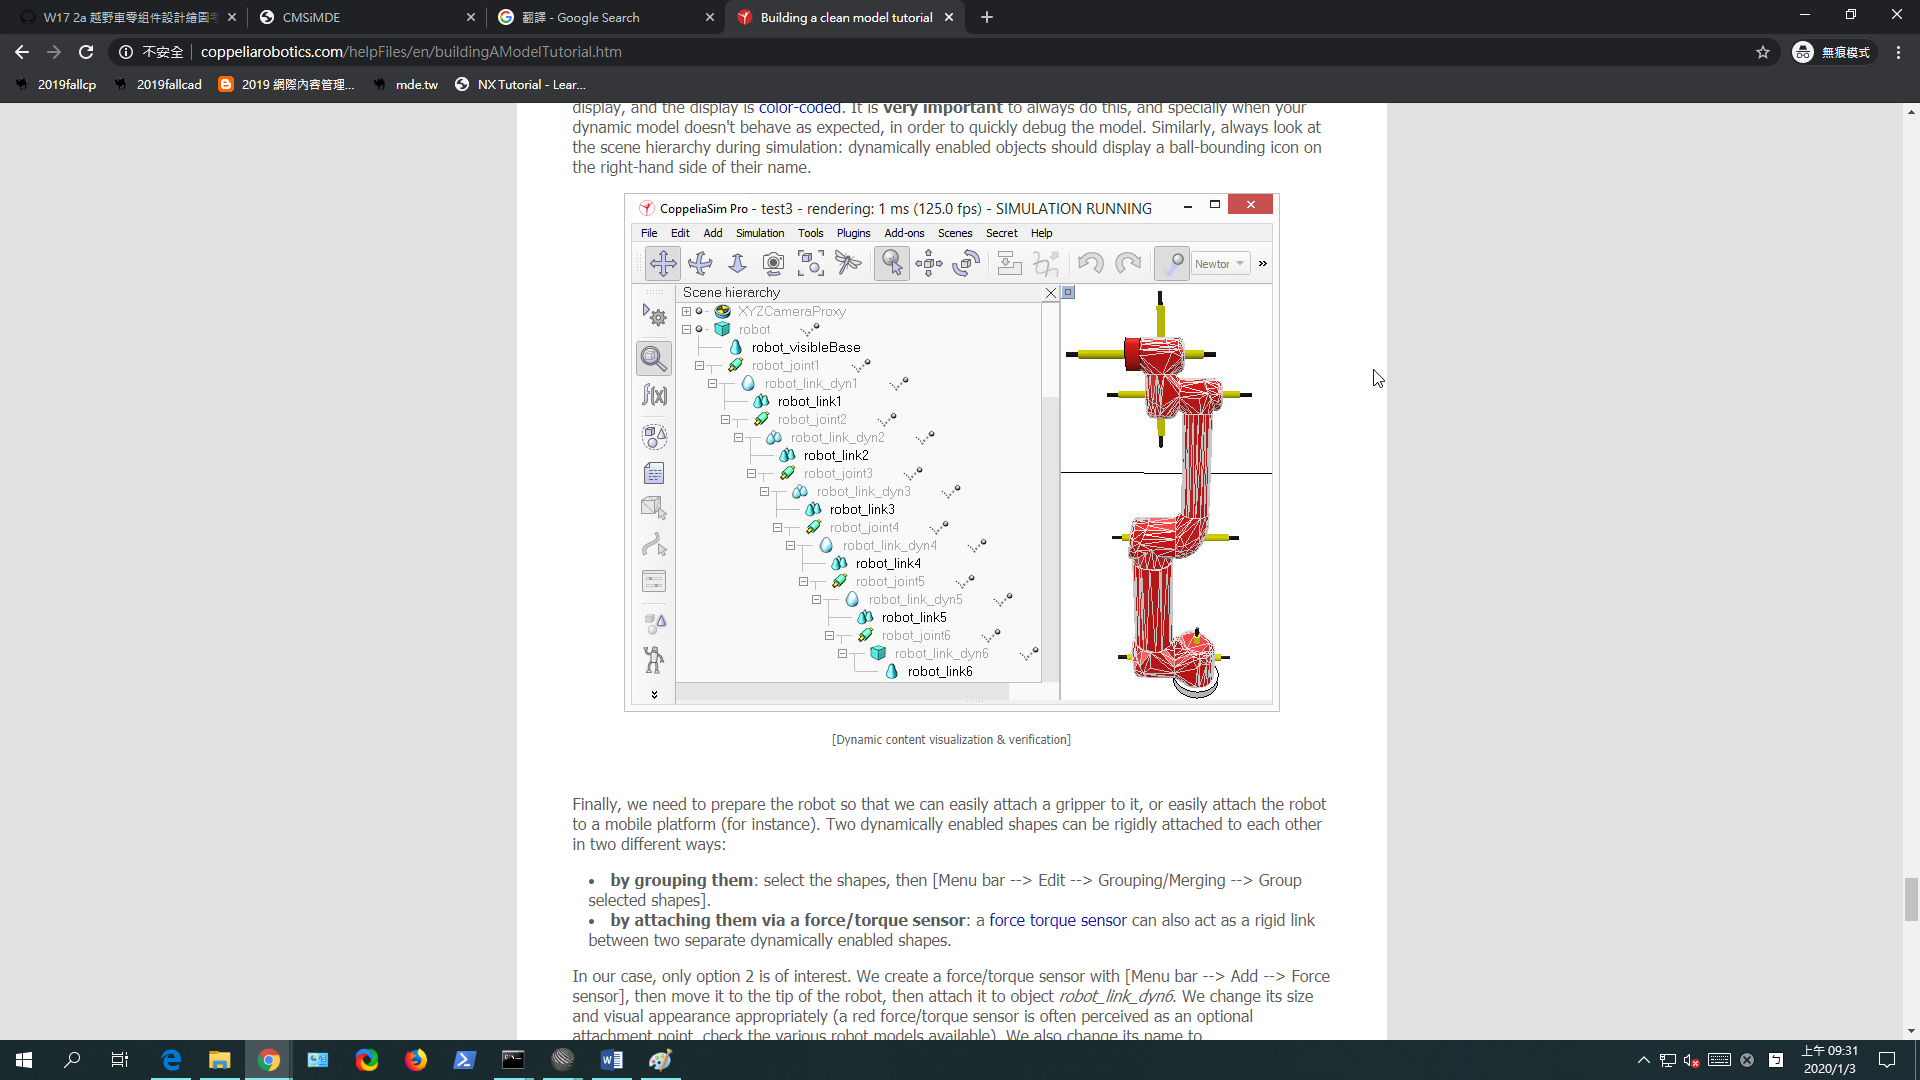 W17 2a 越野車零組件設計繪圖
CMSiMDE
翻譯 - Google Search
Building a clean model tutorial
不安全
coppeliarobotics.com/helpFiles/en/buildingAModelTutorial.htm
無痕模式
2019fallcp
2019fallcad
2019 網際內容管理...
mde.tw
NX Tutorial - Lear...
display, and the display is color-coded. It is very important to always do this, and specially when your
dynamic model doesn't behave as expected, in order to quickly debug the model. Similarly, always look at
the scene hierarchy during simulation: dynamically enabled objects should display a ball-bounding icon on
the right-hand side of their name.
CoppeliaSim Pro - test3 - rendering: 1 ms (125.0 fps) - SIMULATION RUNNING
File Edit Add Simulation Tools Plugins Add-ons Scenes Secret Help
Newtor
Scene hierarchy
XYZCameraProxy
robot
robot_visibleBase
robot_joint1
robot_link_dyn1
robot_link1
robot_joint2
robot_link_dyn2
robot_link2
robot_joint3
robot_link_dyn3
robot_link3
robot_joint4
robot_link_dyn4
robot_link4
robot_joint5
robot_link_dyn5
robot_link5
robot_joint6
robot_link_dyn6
robot_link6
f(x)
[Dynamic content visualization & verification]
Finally, we need to prepare the robot so that we can easily attach a gripper to it, or easily attach the robot
to a mobile platform (for instance). Two dynamically enabled shapes can be rigidly attached to each other
in two different ways:
• by grouping them: select the shapes, then [Menu bar --> Edit --> Grouping/Merging --> Group
selected shapes].
• by attaching them via a force/torque sensor: a force torque sensor can also act as a rigid link
between two separate dynamically enabled shapes.
In our case, only option 2 is of interest. We create a force/torque sensor with [Menu bar --> Add --> Force
sensor], then move it to the tip of the robot, then attach it to object robot_link_dyn6. We change its size
and visual appearance appropriately (a red force/torque sensor is often perceived as an optional
attachment point, check the various robot models available). We also change its name to
上午 09:31
2020/1/3